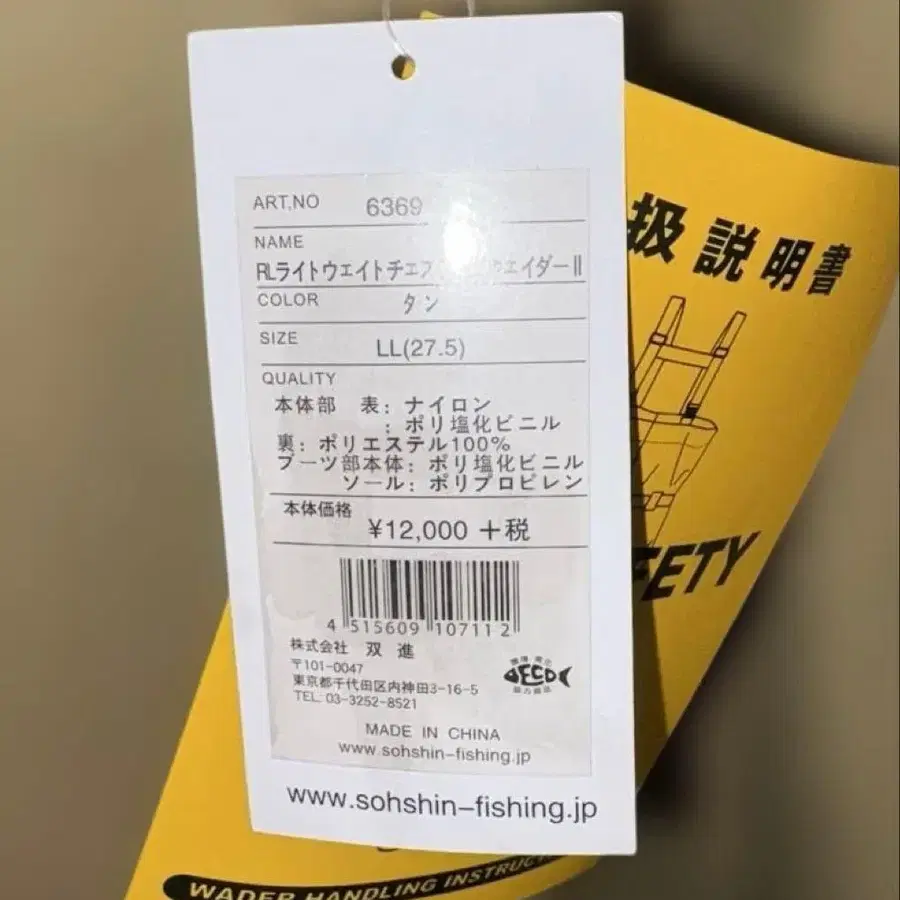 ART.NO 6369
NAME
RLライトウエイトチェス エイダーII
COLOR タン
SIZE LL(27.5)
QUALITY
本体部 表: ナイロン
: ポリ塩化ビニル
裏: ポリエステル100%
ブーツ部本体: ポリ塩化ビニル
ソール: ポリプロピレン
本体価格
¥12,000 +税
4 515609 107112
株式会社 双進
〒101-0047
東京都千代田区内神田3-16-5
TEL. 03-3252-8521
ECO
MADE IN CHINA
www.sohshin-fishing.jp
www.sohshin-fishing.jp
扱説明書
FETY
WADER HANDLING INSTRUCT